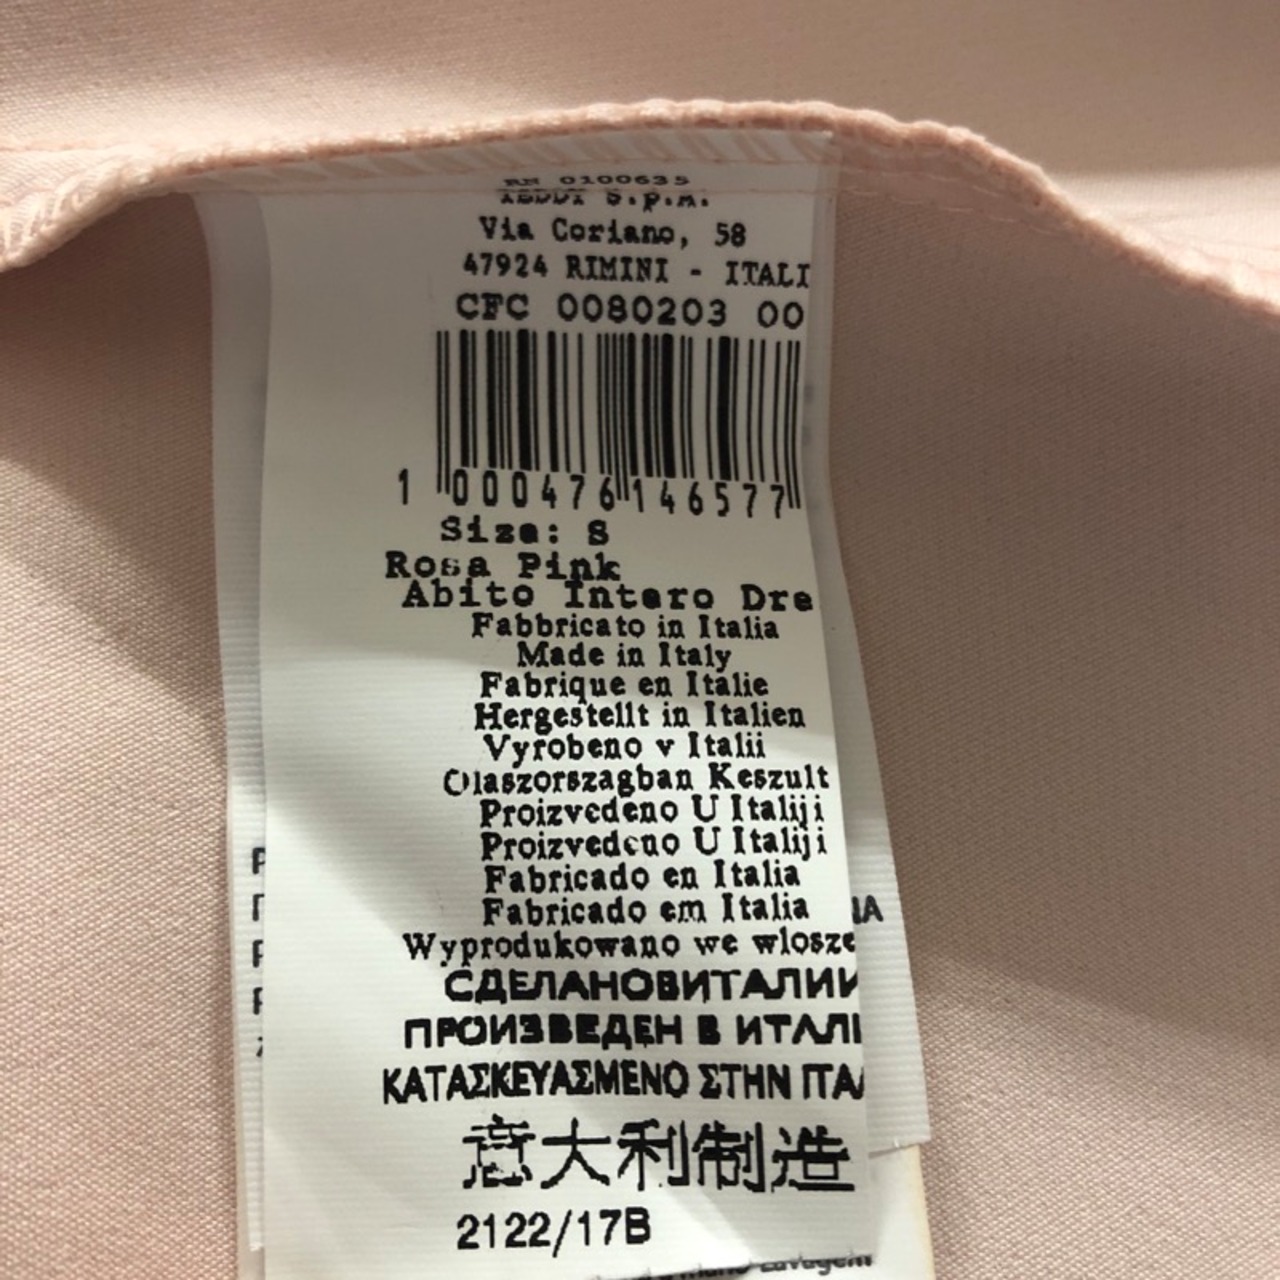 RN 0100635
TEDDY S.p.A.
Via Coriano, 58
47924 RIMINI - ITALI
CFC 0080203 00
1 000476 146577
Size: S
Rosa Pink
Abito Intero Dre
Fabbricato in Italia
Made in Italy
Fabrique en Italie
Hergestellt in Italien
Vyrobeno v Italii
Olaszorszagban Keszult
Proizvedeno U Italiji
Proizvedeno U Italiji
Fabricado en Italia
Fabricado em Italia
Wyprodukowano we wlosze
СДЕЛАНОВИТАЛИИ
ПРОИЗВЕДЕН В ИТАЛІ
ΚΑΤΑΣΚΕΥΑΣΜΕΝΟ ΣΤΗΝ ΙΤΑΛ
意大利制造
2122/17B